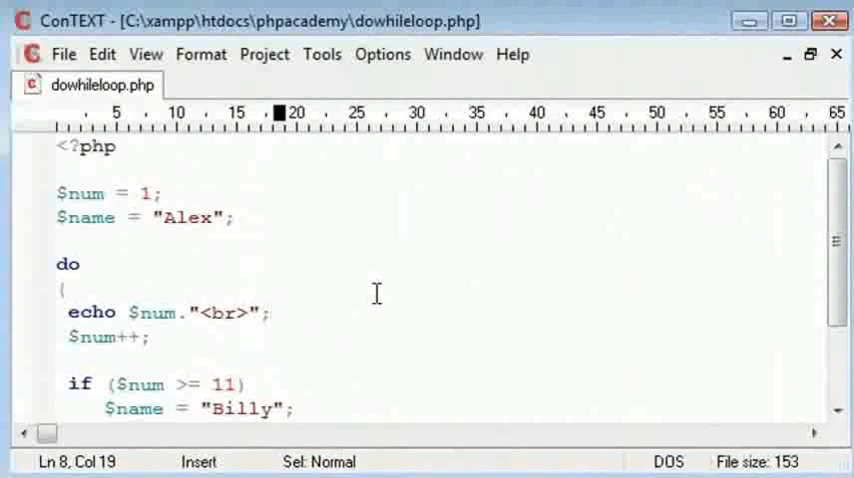 ConTEXT - [C:\xampp\htdocs\phpacademy\dowhileloop.php]
File Edit View Format Project Tools Options Window Help
dowhileloop.php
5 10 15 20 25 30 35 40 45 50 55 60 65
<?php
$num = 1;
$name = "Alex";
do
{
echo $num."<br>";
$num++;
if ($num >= 11)
$name = "Billy";
Ln 8, Col 19 Insert Sel: Normal DOS File size: 153